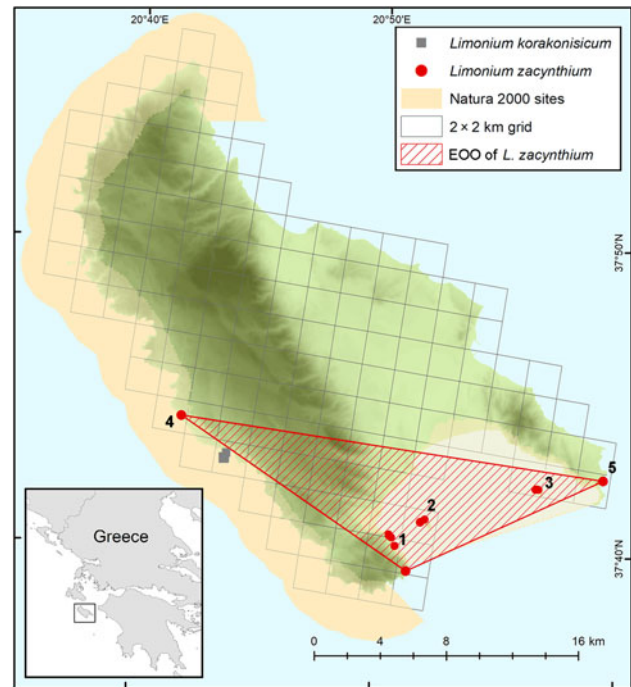 20°40'E
20°50'E
Limonium korakonisicum
Limonium zacynthium
Natura 2000 sites
2 × 2 km grid
EOO of L. zacynthium
37°50'N
4
5
3
2
1
37°40'N
Greece
0 4 8 12 16 km